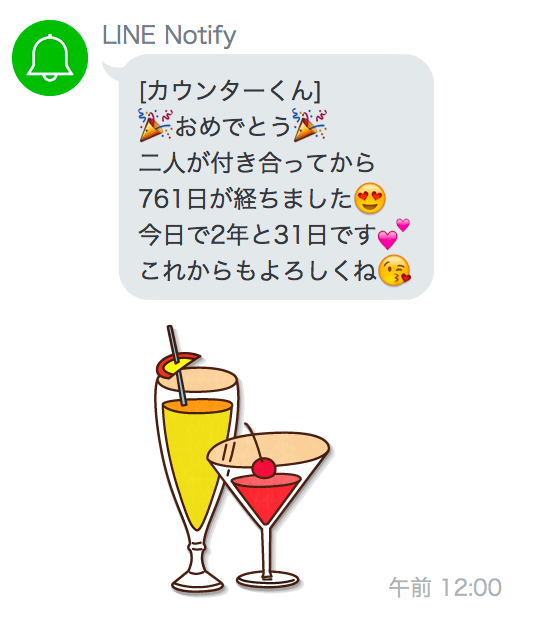 LINE Notify
[カウンターくん]
🎉おめでとう🎉
二人が付き合ってから
761日が経ちました😍
今日で2年と31日です💕
これからもよろしくね😘
午前 12:00